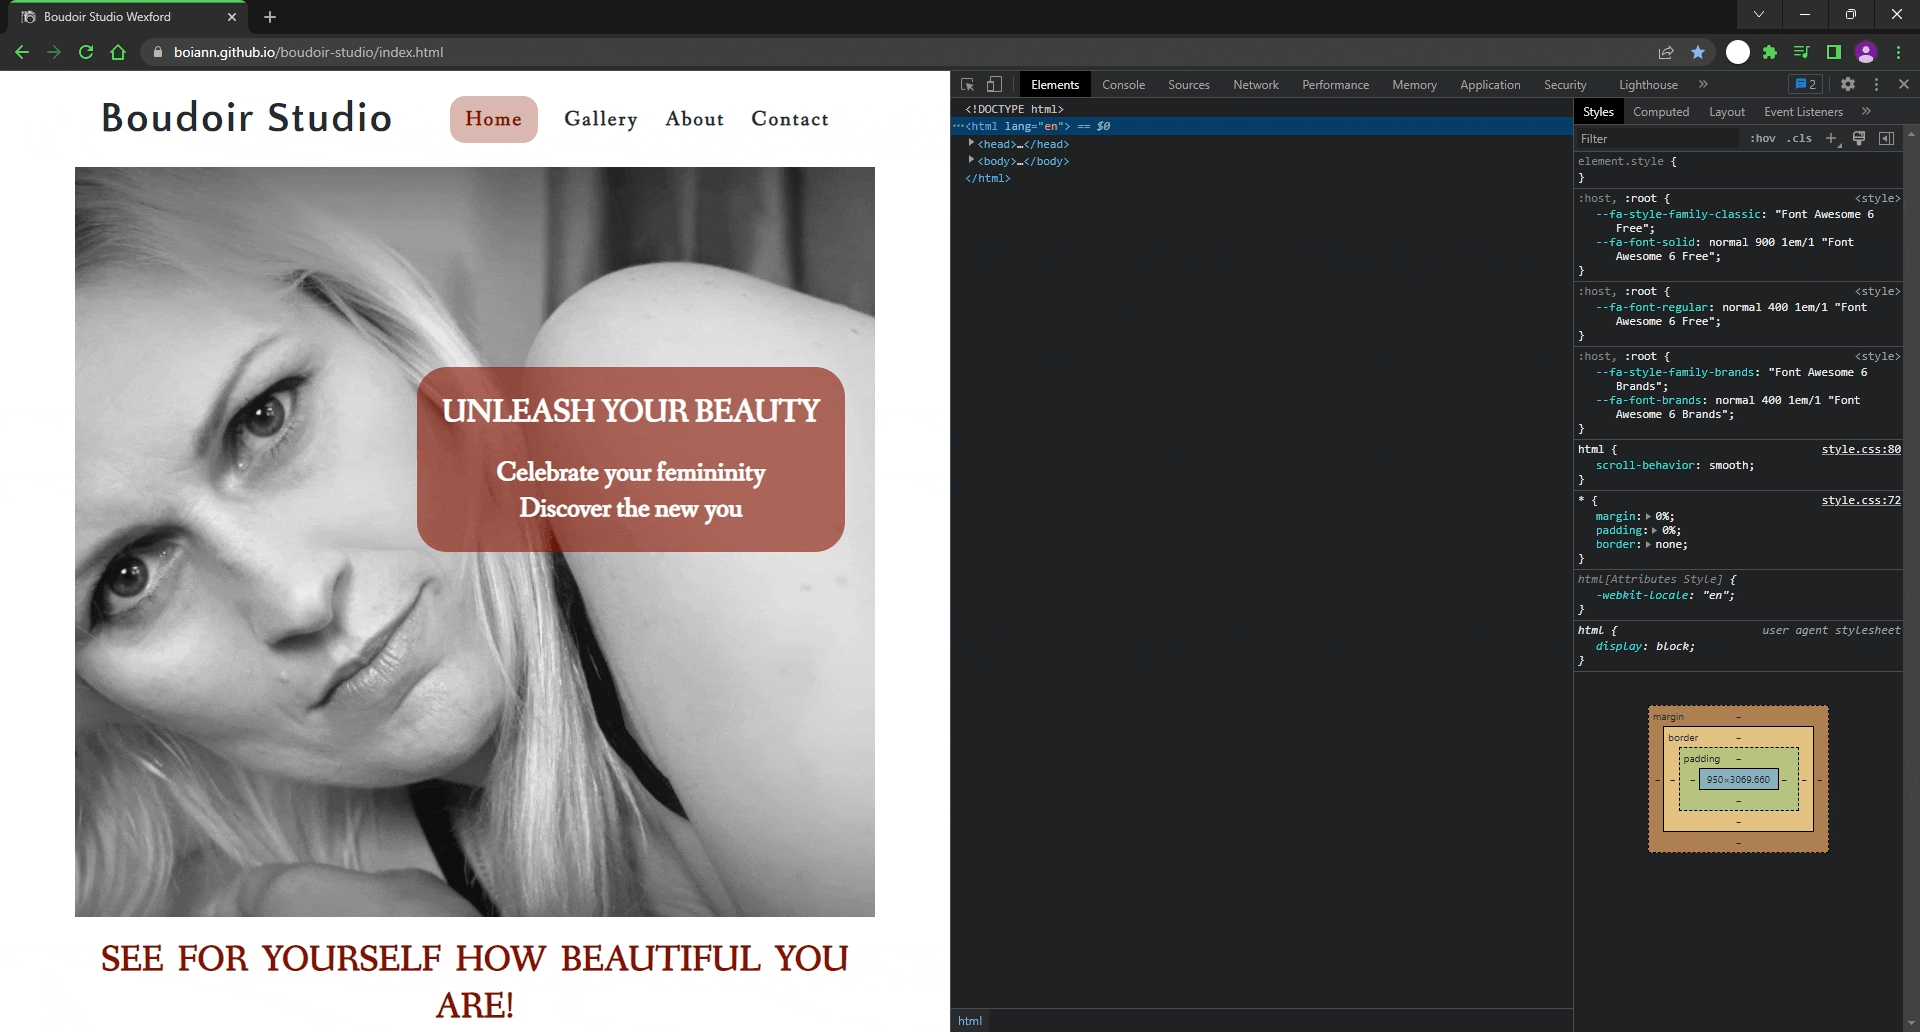 Boudoir Studio Wexford
boiann.github.io/boudoir-studio/index.html
Boudoir Studio
Home Gallery About Contact
UNLEASH YOUR BEAUTY
Celebrate your femininity
Discover the new you
SEE FOR YOURSELF HOW BEAUTIFUL YOU
ARE!
Elements Console Sources Network Performance Memory Application Security Lighthouse » 2
<!DOCTYPE html>
···<html lang="en"> == $0
<head>…</head>
<body>…</body>
</html>
html
Styles Computed Layout Event Listeners »
Filter :hov .cls +
element.style {
}
:host, :root { <style>
--fa-style-family-classic: "Font Awesome 6
Free";
--fa-font-solid: normal 900 1em/1 "Font
Awesome 6 Free";
}
:host, :root { <style>
--fa-font-regular: normal 400 1em/1 "Font
Awesome 6 Free";
}
:host, :root { <style>
--fa-style-family-brands: "Font Awesome 6
Brands";
--fa-font-brands: normal 400 1em/1 "Font
Awesome 6 Brands";
}
html { style.css:80
scroll-behavior: smooth;
}
* { style.css:72
margin: 0%;
padding: 0%;
border: none;
}
html[Attributes Style] {
-webkit-locale: "en";
}
html { user agent stylesheet
display: block;
}
margin –
border –
padding –
– – – 950×3069.660 – – –
–
–
–